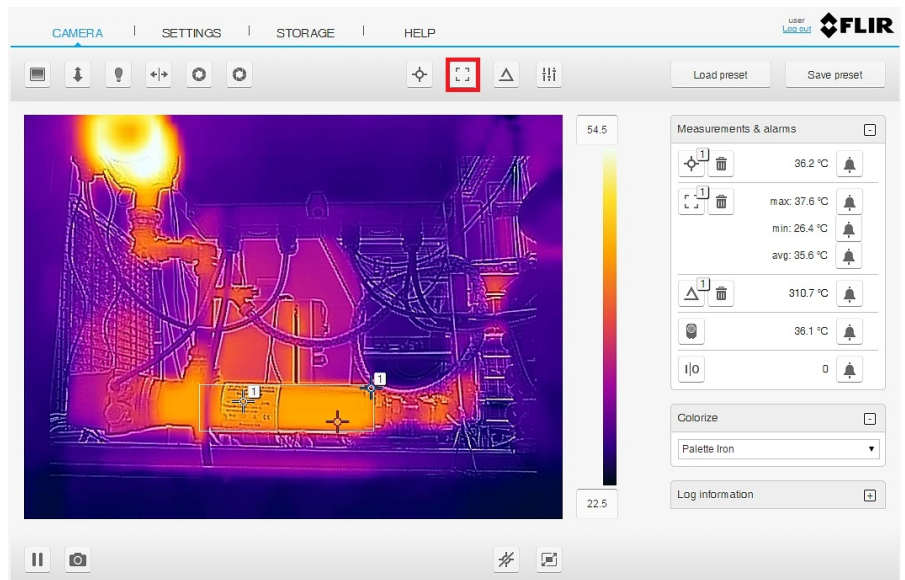 CAMERA
SETTINGS
STORAGE
HELP
user
Log out
FLIR
Load preset
Save preset
54.5
22.5
1
1
Measurements & alarms
1
36.2 °C
1
max: 37.6 °C
min: 26.4 °C
avg: 35.6 °C
1
310.7 °C
36.1 °C
I|O
0
Colorize
Palette Iron
Log information